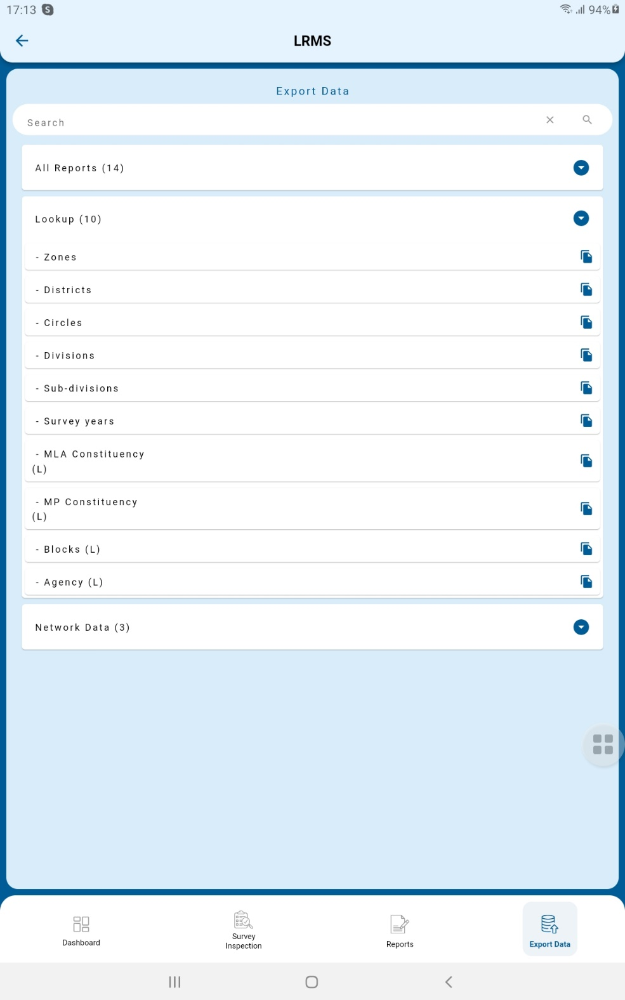 17:13 S 94%
LRMS
Export Data
Search
All Reports (14)
Lookup (10)
- Zones
- Districts
- Circles
- Divisions
- Sub-divisions
- Survey years
- MLA Constituency
(L)
- MP Constituency
(L)
- Blocks (L)
- Agency (L)
Network Data (3)
Dashboard
Survey
Inspection
Reports
Export Data